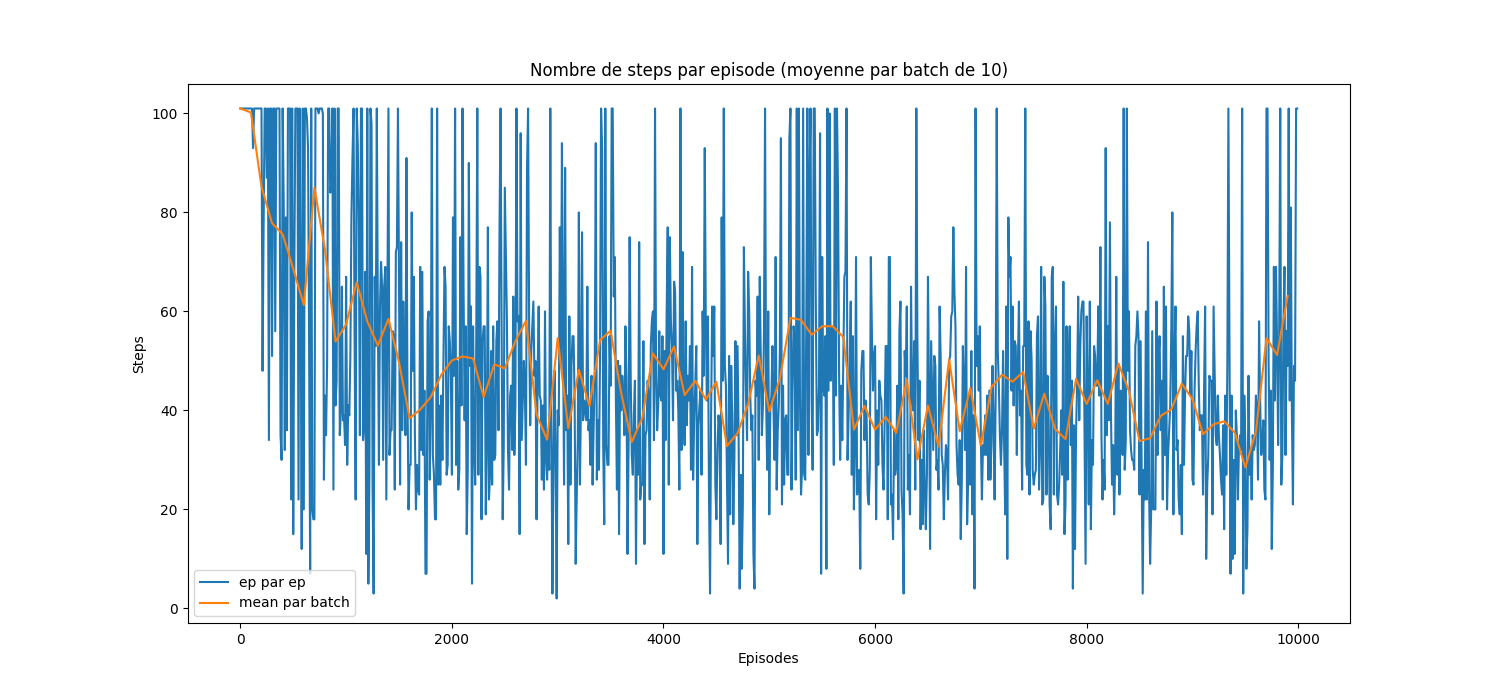 Nombre de steps par episode (moyenne par batch de 10)
100
80
60
40
20
0
Steps
ep par ep
mean par batch
0 2000 4000 6000 8000 10000
Episodes